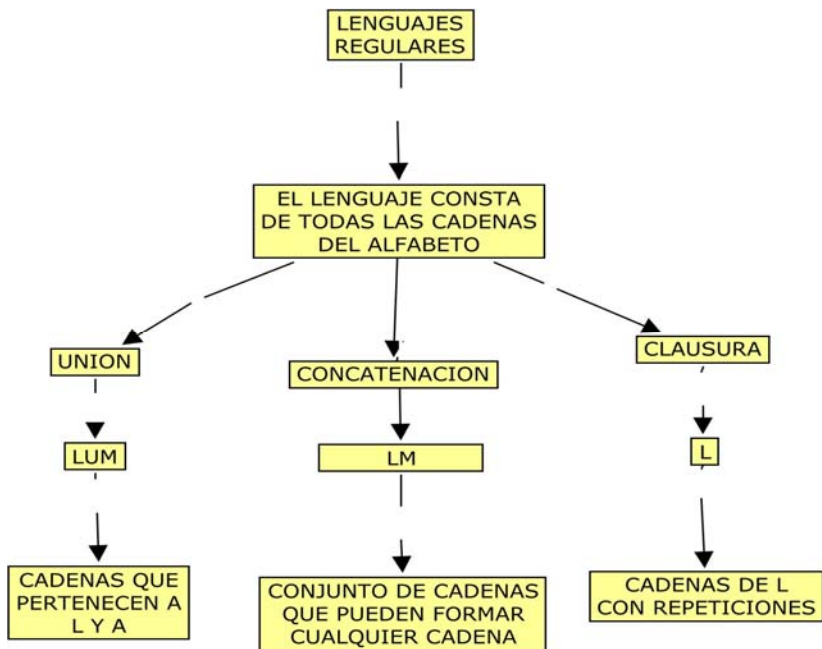 LENGUAJES
REGULARES
EL LENGUAJE CONSTA
DE TODAS LAS CADENAS
DEL ALFABETO
UNION
CONCATENACION
CLAUSURA
LUM
LM
L
CADENAS QUE
PERTENECEN A
L Y A
CONJUNTO DE CADENAS
QUE PUEDEN FORMAR
CUALQUIER CADENA
CADENAS DE L
CON REPETICIONES